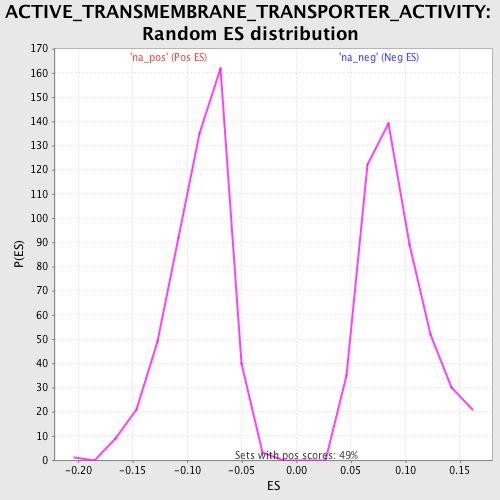 ACTIVE_TRANSMEMBRANE_TRANSPORTER_ACTIVITY:
Random ES distribution
'na_pos' (Pos ES)
'na_neg' (Neg ES)
170
160
150
140
130
120
110
100
90
80
70
60
50
40
30
20
10
0
P(ES)
Sets with pos scores: 49%
-0.20 -0.15 -0.10 -0.05 0.00 0.05 0.10 0.15
ES